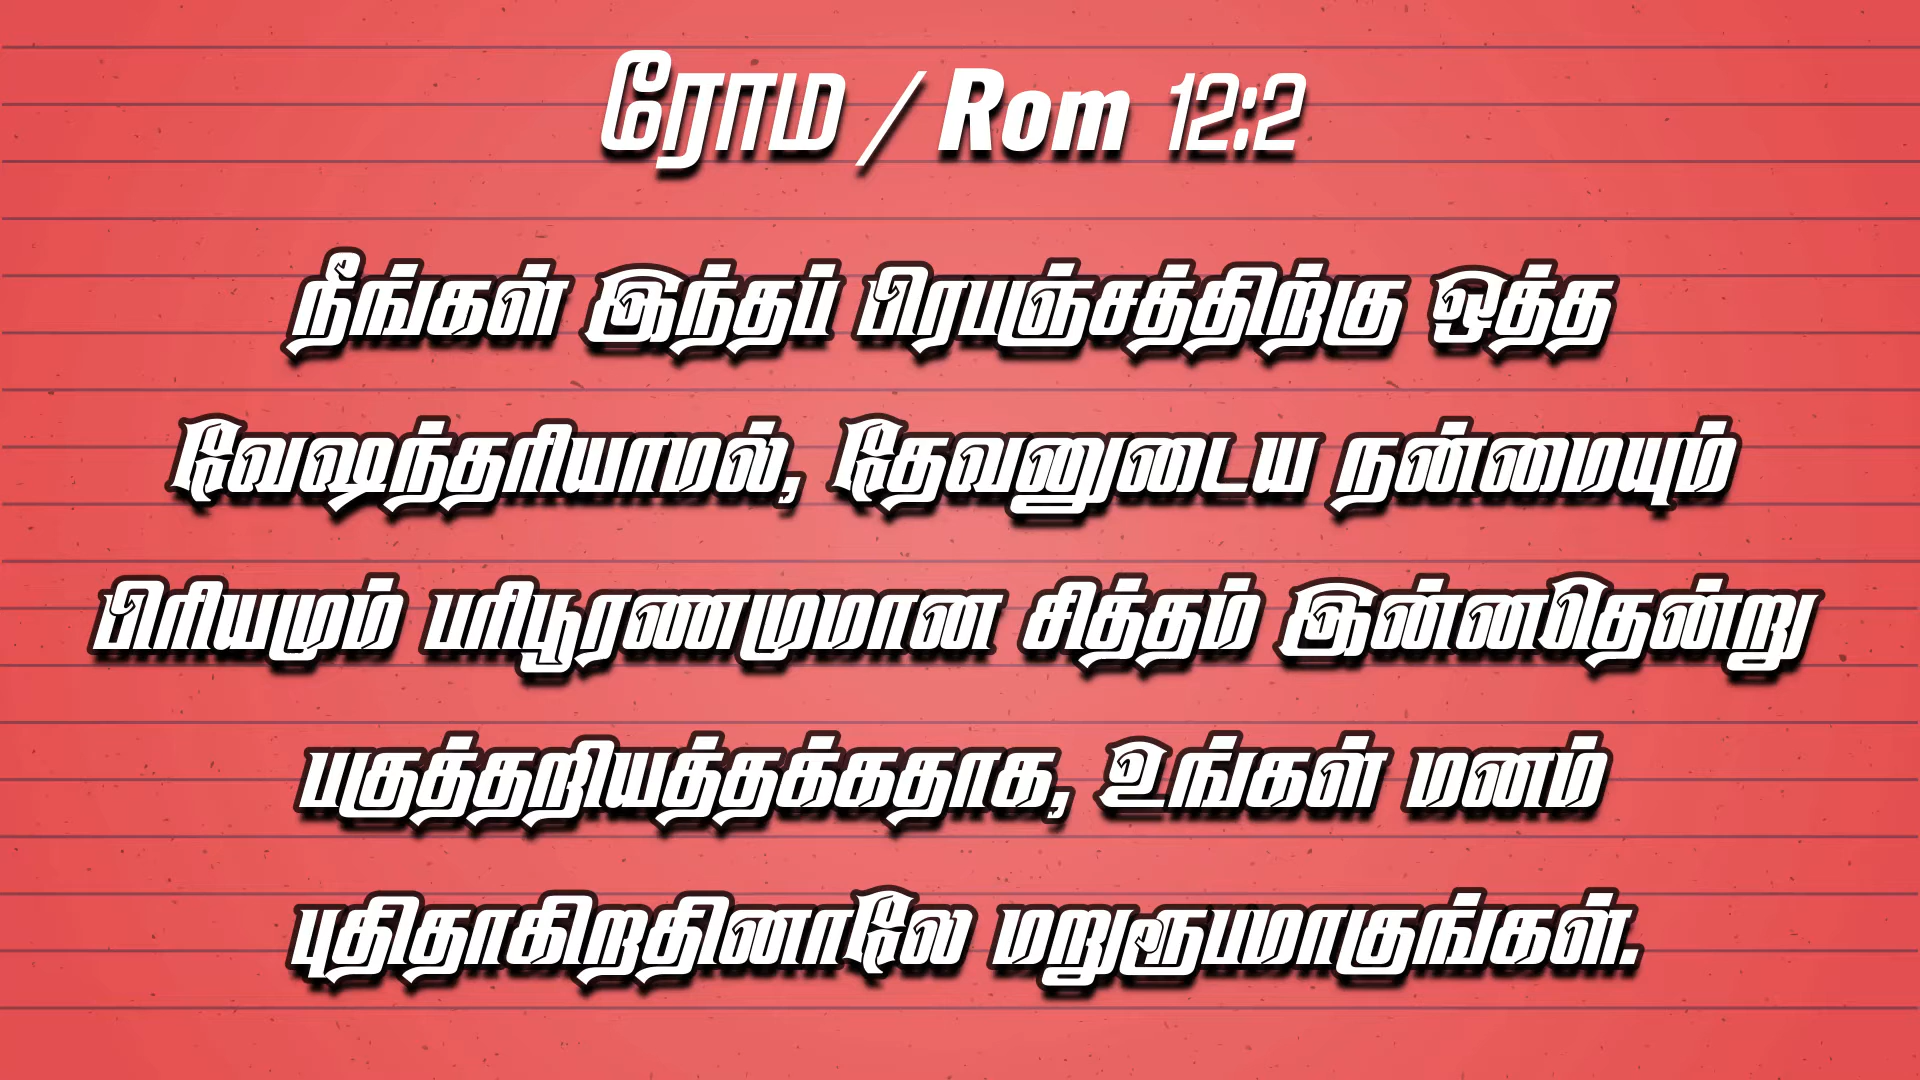 ரோம / Rom 12:2
நீங்கள் இந்தப் பிரபஞ்சத்திற்கு ஒத்த
வேஷந்தரியாமல், தேவனுடைய நன்மையும்
பிரியமும் பரிபூரணமுமான சித்தம் இன்னதென்று
பகுத்தறியத்தக்கதாக, உங்கள் மனம்
புதிதாகிறதினாலே மறுரூபமாகுங்கள்.